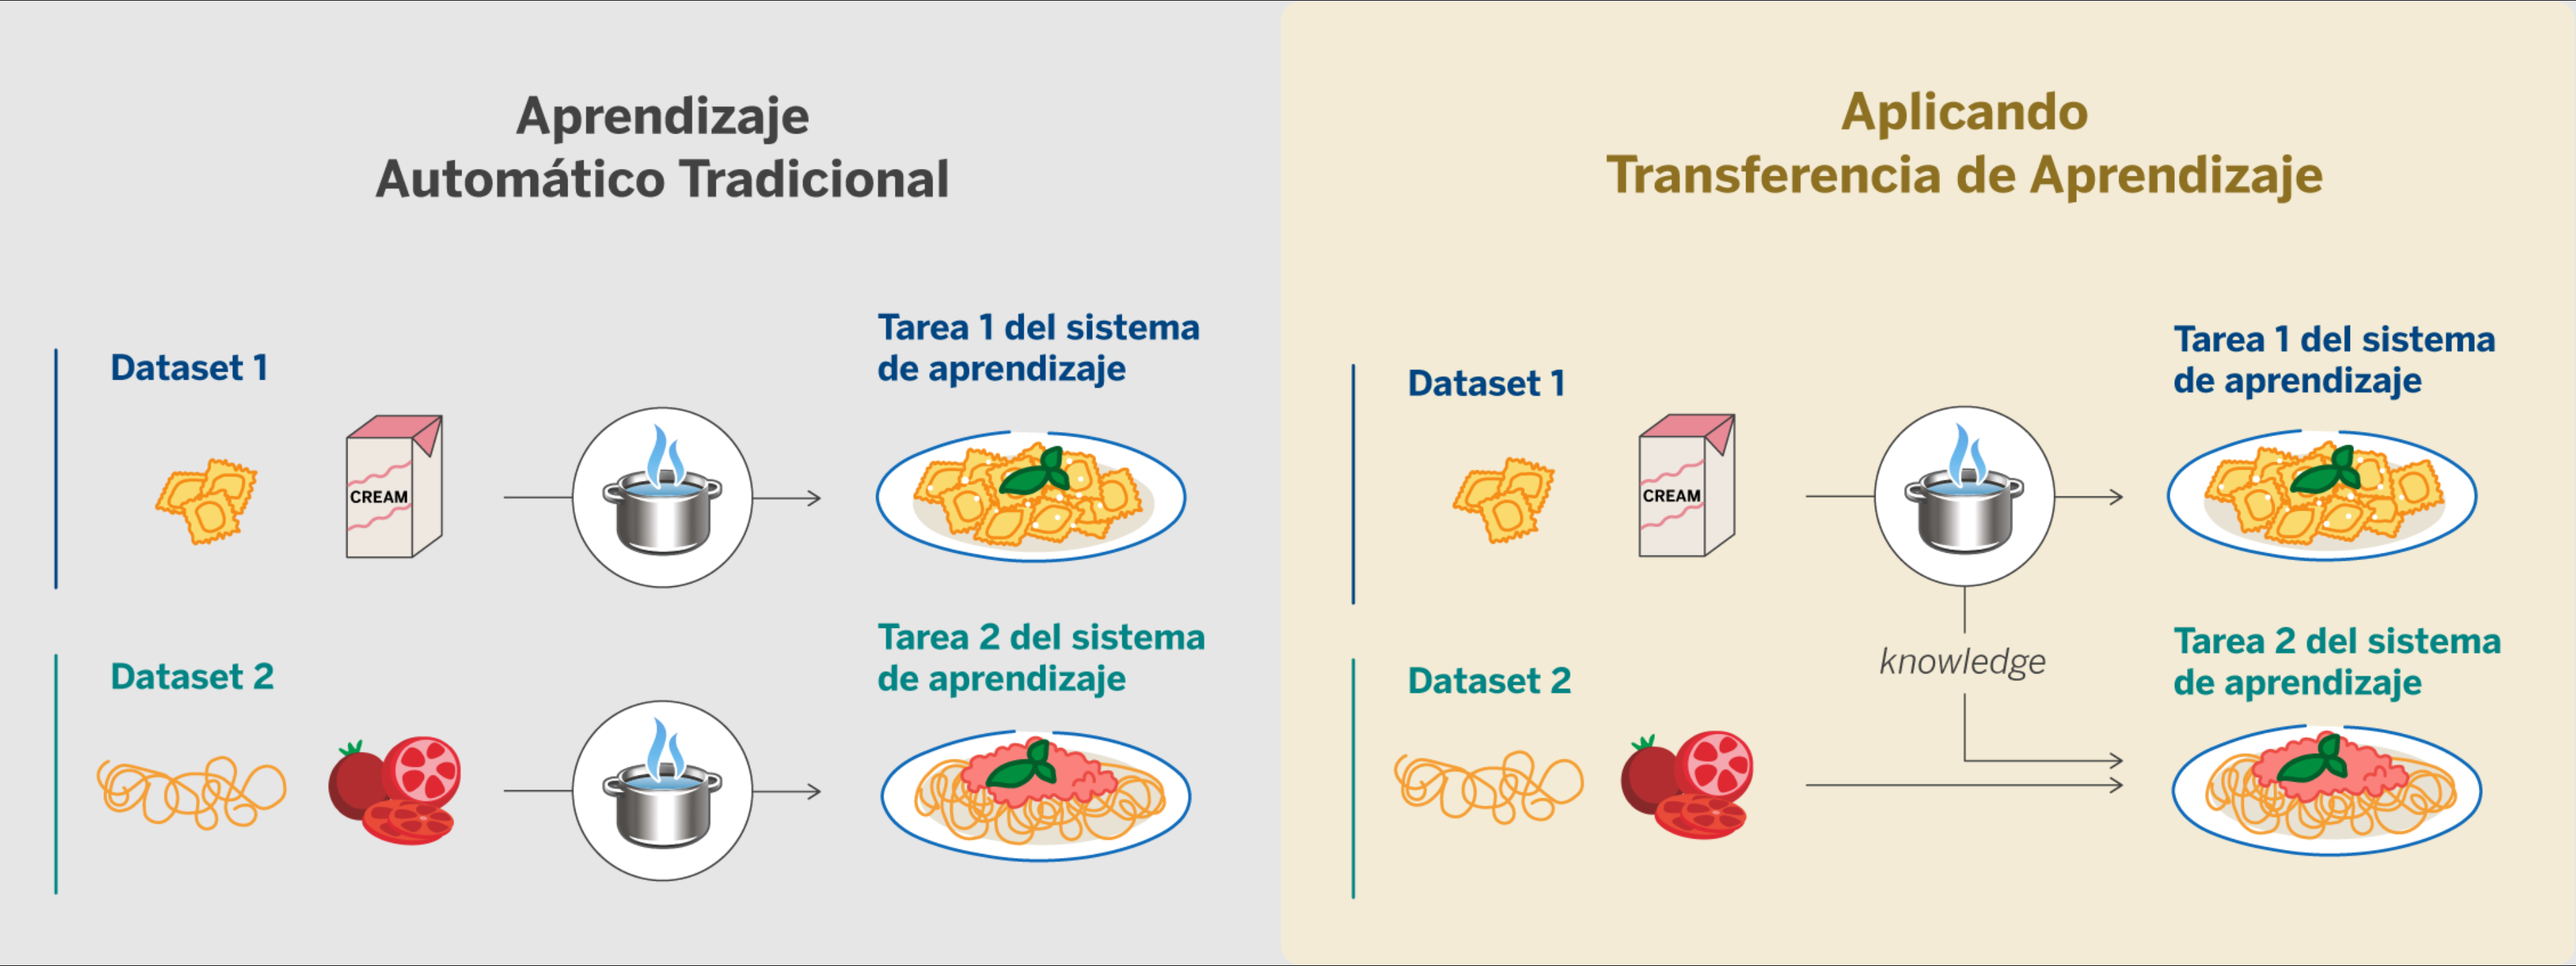 Aprendizaje
Automático Tradicional
Dataset 1
CREAM
Tarea 1 del sistema
de aprendizaje
Dataset 2
Tarea 2 del sistema
de aprendizaje
Aplicando
Transferencia de Aprendizaje
Dataset 1
CREAM
Tarea 1 del sistema
de aprendizaje
knowledge
Dataset 2
Tarea 2 del sistema
de aprendizaje